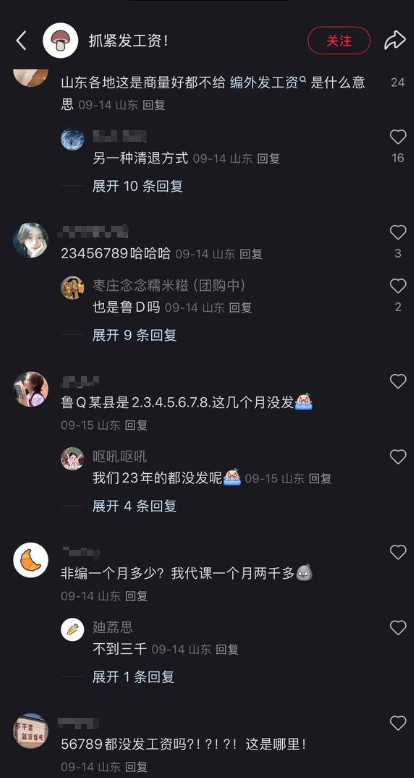 抓紧发工资!
关注
山东各地这是商量好都不给 编外发工资 是什么意
思 09-14 山东 回复
24
另一种清退方式 09-14 山东 回复
16
展开 10 条回复
23456789哈哈哈 09-14 山东 回复
3
枣庄念念糯米糍 (团购中)
也是鲁D吗 09-14 山东 回复
2
展开 9 条回复
鲁Q某县是2.3.4.5.6.7.8.这几个月没发
09-15 山东 回复
呕吼呕吼
我们23年的都没发呢 09-15 山东 回复
展开 4 条回复
非编一个月多少? 我代课一个月两千多
09-14 山东 回复
廸荔思
不到三千 09-14 山东 回复
展开 1 条回复
56789都没发工资吗?!?!?! 这是哪里!
09-14 山东 回复